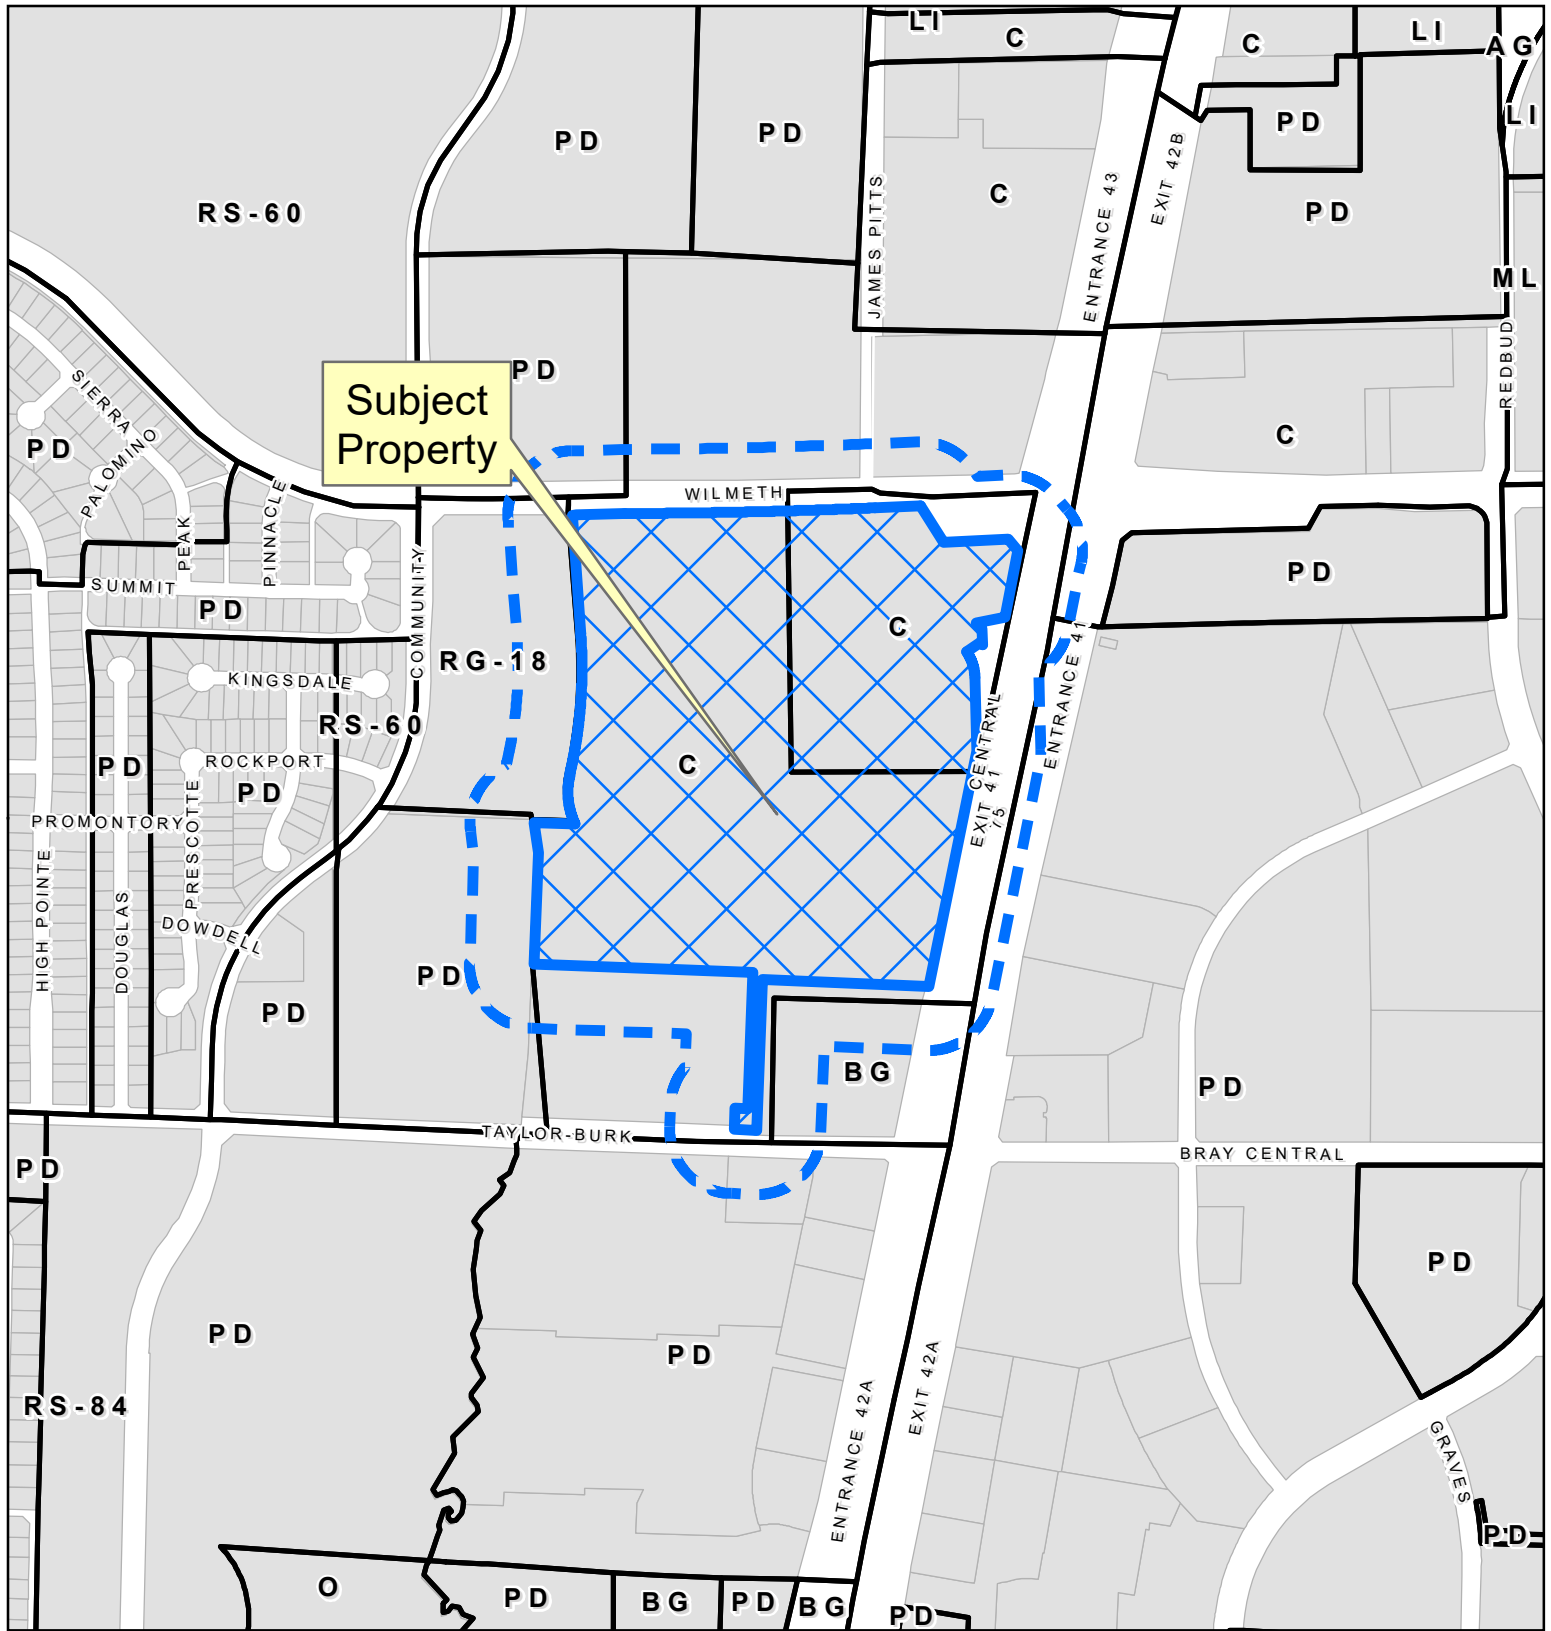 LI
C
C
LI
AG
PD
PD
PD
LI
RS-60
JAMES PITTS
C
ENTRANCE 43
EXIT 42B
PD
ML
REDBUD
PD
Subject
Property
SIERRA
PALOMINO
PD
C
PEAK
PINNACLE
WILMETH
COMMUNITY
SUMMIT
PD
PD
C
RG-18
KINGSDALE
RS-60
ENTRANCE 41
CENTRAL
EXIT 41
75
PD
ROCKPORT
PD
C
PROMONTORY
PRESCOTTE
HIGH POINTE
DOUGLAS
DOWDELL
PD
PD
BG
PD
TAYLOR-BURK
BRAY CENTRAL
PD
PD
PD
PD
RS-84
ENTRANCE 42A
EXIT 42A
GRAVES
PD
O
PD
BG
PD
BG
PD